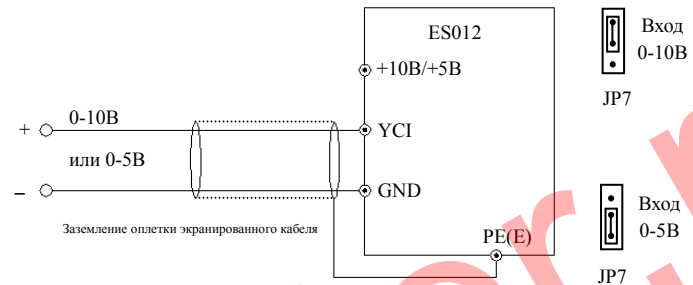 ES012
+10В/+5В
+ 0-10В
или 0-5В
–
YCI
GND
PE(E)
Заземление оплетки экранированного кабеля
Вход
0-10В
JP7
Вход
0-5В
JP7